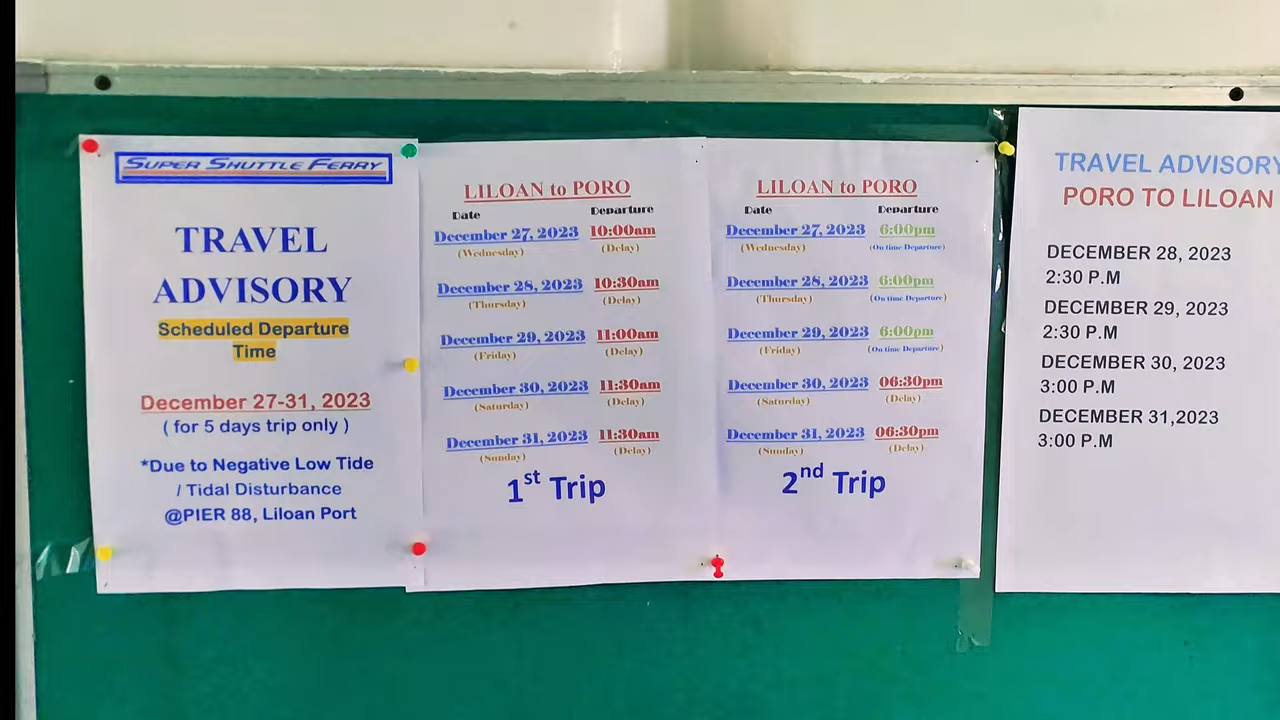 SUPER SHUTTLE FERRY
TRAVEL
ADVISORY
Scheduled Departure
Time
December 27-31, 2023
( for 5 days trip only )
*Due to Negative Low Tide
/ Tidal Disturbance
@PIER 88, Liloan Port
LILOAN to PORO
Date Departure
December 27, 2023 10:00am
(Wednesday) (Delay)
December 28, 2023 10:30am
(Thursday) (Delay)
December 29, 2023 11:00am
(Friday) (Delay)
December 30, 2023 11:30am
(Saturday) (Delay)
December 31, 2023 11:30am
(Sunday) (Delay)
1st Trip
LILOAN to PORO
Date Departure
December 27, 2023 6:00pm
(Wednesday) (On time Departure)
December 28, 2023 6:00pm
(Thursday) (On time Departure)
December 29, 2023 6:00pm
(Friday) (On time Departure)
December 30, 2023 06:30pm
(Saturday) (Delay)
December 31, 2023 06:30pm
(Sunday) (Delay)
2nd Trip
TRAVEL ADVISORY
PORO TO LILOAN
DECEMBER 28, 2023
2:30 P.M
DECEMBER 29, 2023
2:30 P.M
DECEMBER 30, 2023
3:00 P.M
DECEMBER 31,2023
3:00 P.M